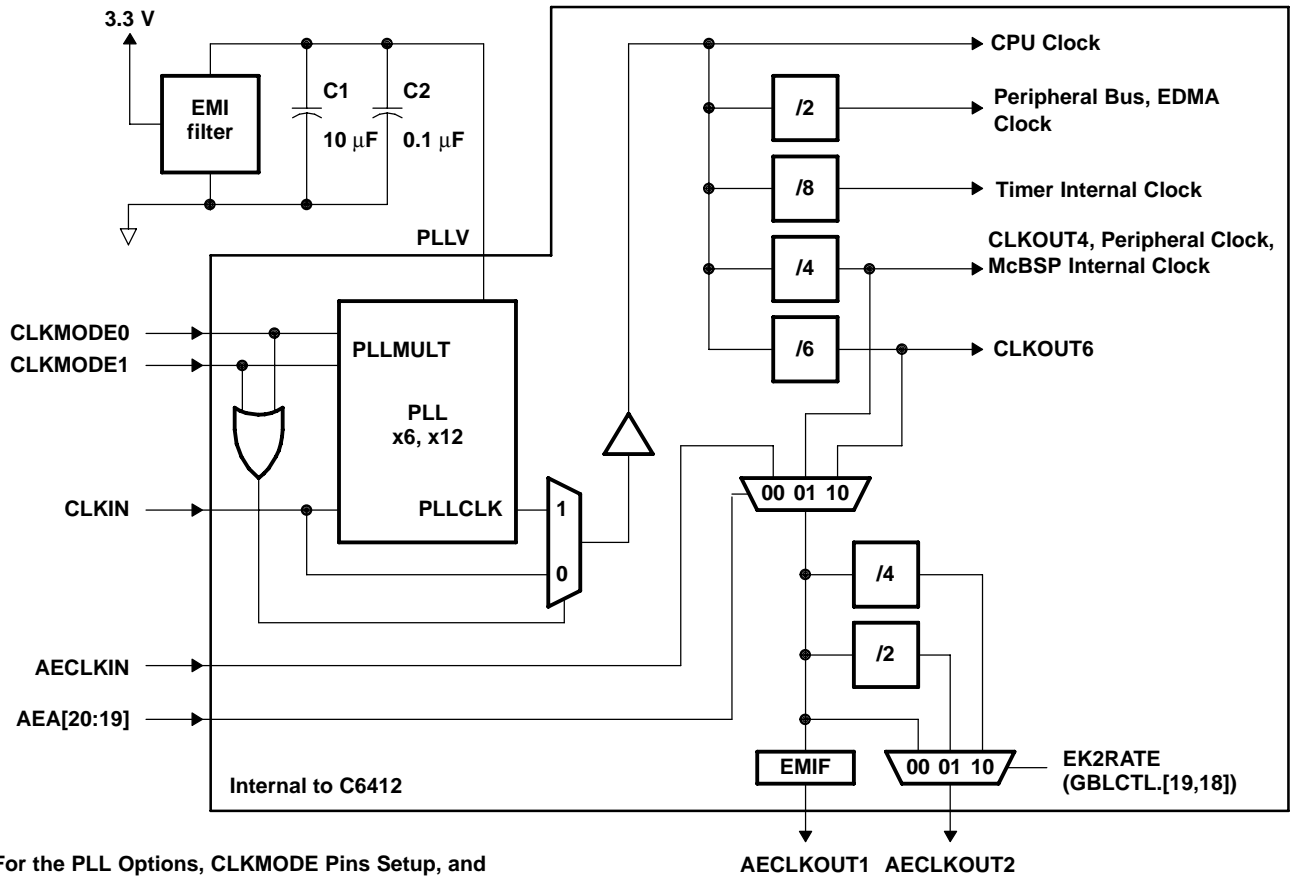 3.3 V
EMI
filter
C1
10 μF
C2
0.1 μF
PLLV
CPU Clock
/2
Peripheral Bus, EDMA
Clock
/8
Timer Internal Clock
/4
CLKOUT4, Peripheral Clock,
McBSP Internal Clock
/6
CLKOUT6
CLKMODE0
CLKMODE1
PLLMULT
PLL
x6, x12
CLKIN
PLLCLK
1
0
00 01 10
/4
/2
AECLKIN
AEA[20:19]
EMIF
00 01 10
EK2RATE
(GBLCTL.[19,18])
Internal to C6412
AECLKOUT1 AECLKOUT2
For the PLL Options, CLKMODE Pins Setup, and